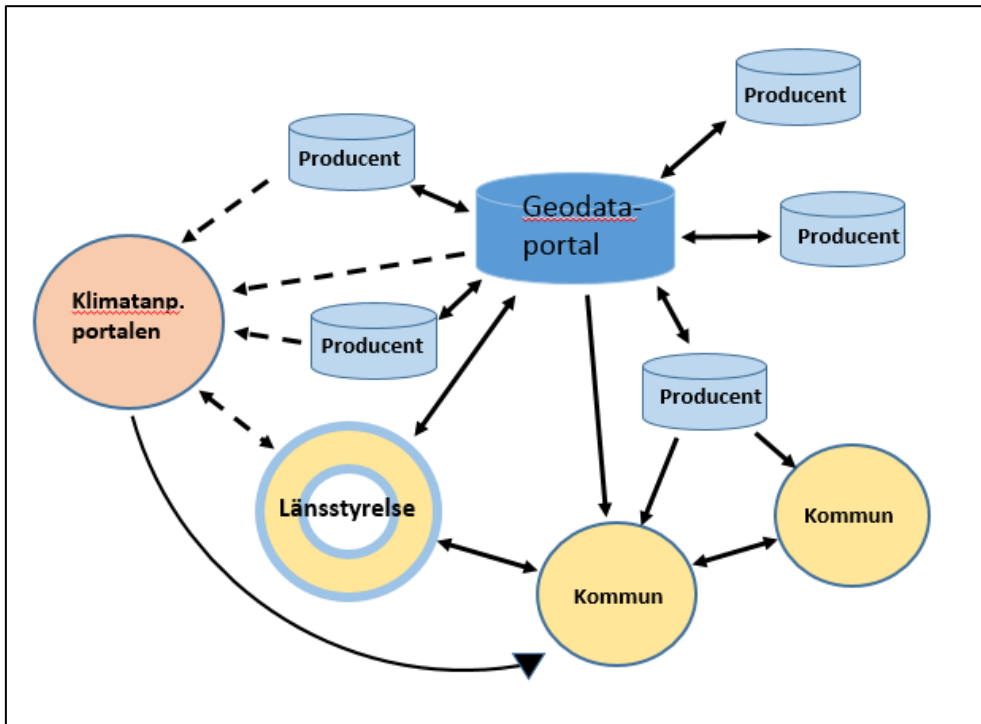 Producent
Producent
Geodata-
portal
Producent
Klimatanp.
portalen
Producent
Producent
Länsstyrelse
Kommun
Kommun